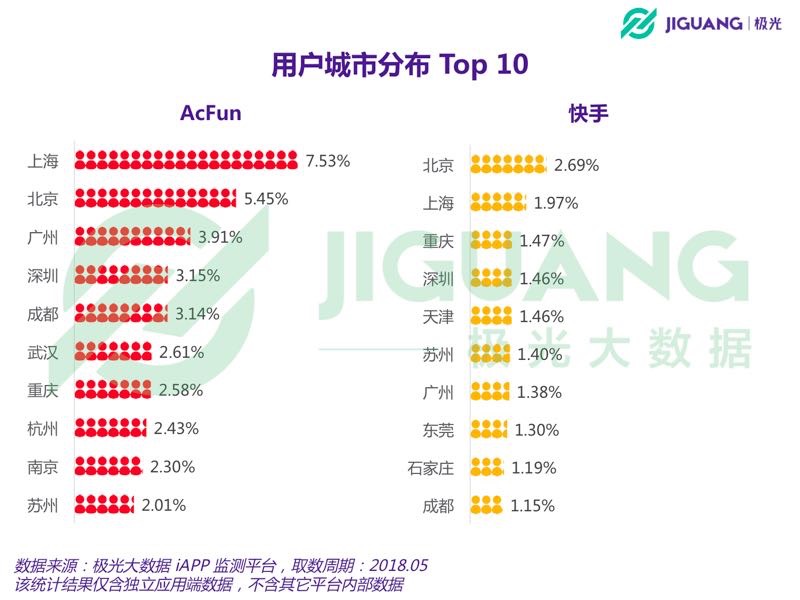 JIGUANG | 极光
用户城市分布 Top 10
AcFun
上海 7.53%
北京 5.45%
广州 3.91%
深圳 3.15%
成都 3.14%
武汉 2.61%
重庆 2.58%
杭州 2.43%
南京 2.30%
苏州 2.01%
快手
北京 2.69%
上海 1.97%
重庆 1.47%
深圳 1.46%
天津 1.46%
苏州 1.40%
广州 1.38%
东莞 1.30%
石家庄 1.19%
成都 1.15%
JIGUANG
极光大数据
数据来源：极光大数据 iAPP 监测平台，取数周期：2018.05
该统计结果仅含独立应用端数据，不含其它平台内部数据